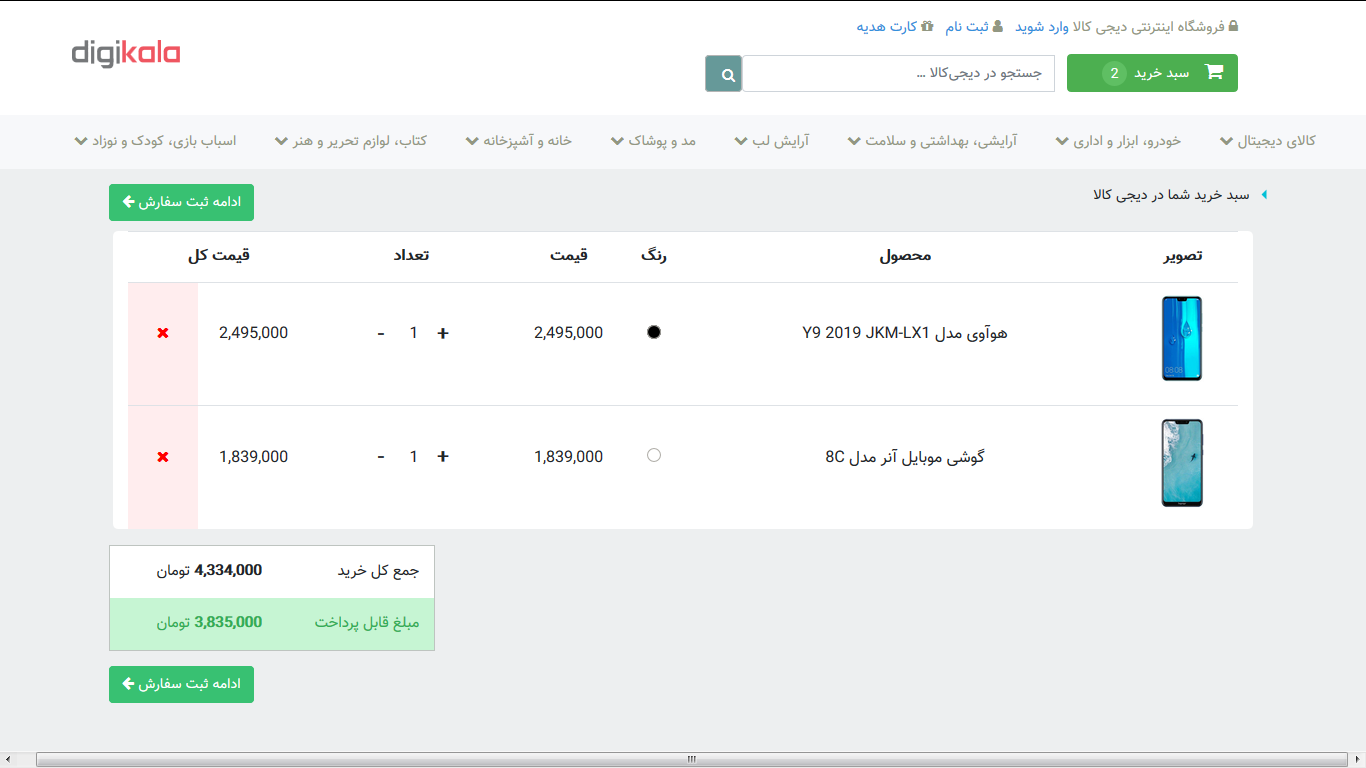 فروشگاه اینترنتی دیجی کالا وارد شوید ثبت نام کارت هدیه
digikala
سبد خرید 2
جستجو در دیجی‌کالا ...
کالای دیجیتال خودرو، ابزار و اداری آرایشی، بهداشتی و سلامت آرایش لب مد و پوشاک خانه و آشپزخانه کتاب، لوازم تحریر و هنر اسباب بازی، کودک و نوزاد
سبد خرید شما در دیجی کالا
ادامه ثبت سفارش
تصویر محصول رنگ قیمت تعداد قیمت کل
هوآوی مدل Y9 2019 JKM-LX1 2,495,000 + 1 - 2,495,000
08:08
گوشی موبایل آنر مدل 8C 1,839,000 + 1 - 1,839,000
جمع کل خرید 4,334,000 تومان
مبلغ قابل پرداخت 3,835,000 تومان
ادامه ثبت سفارش